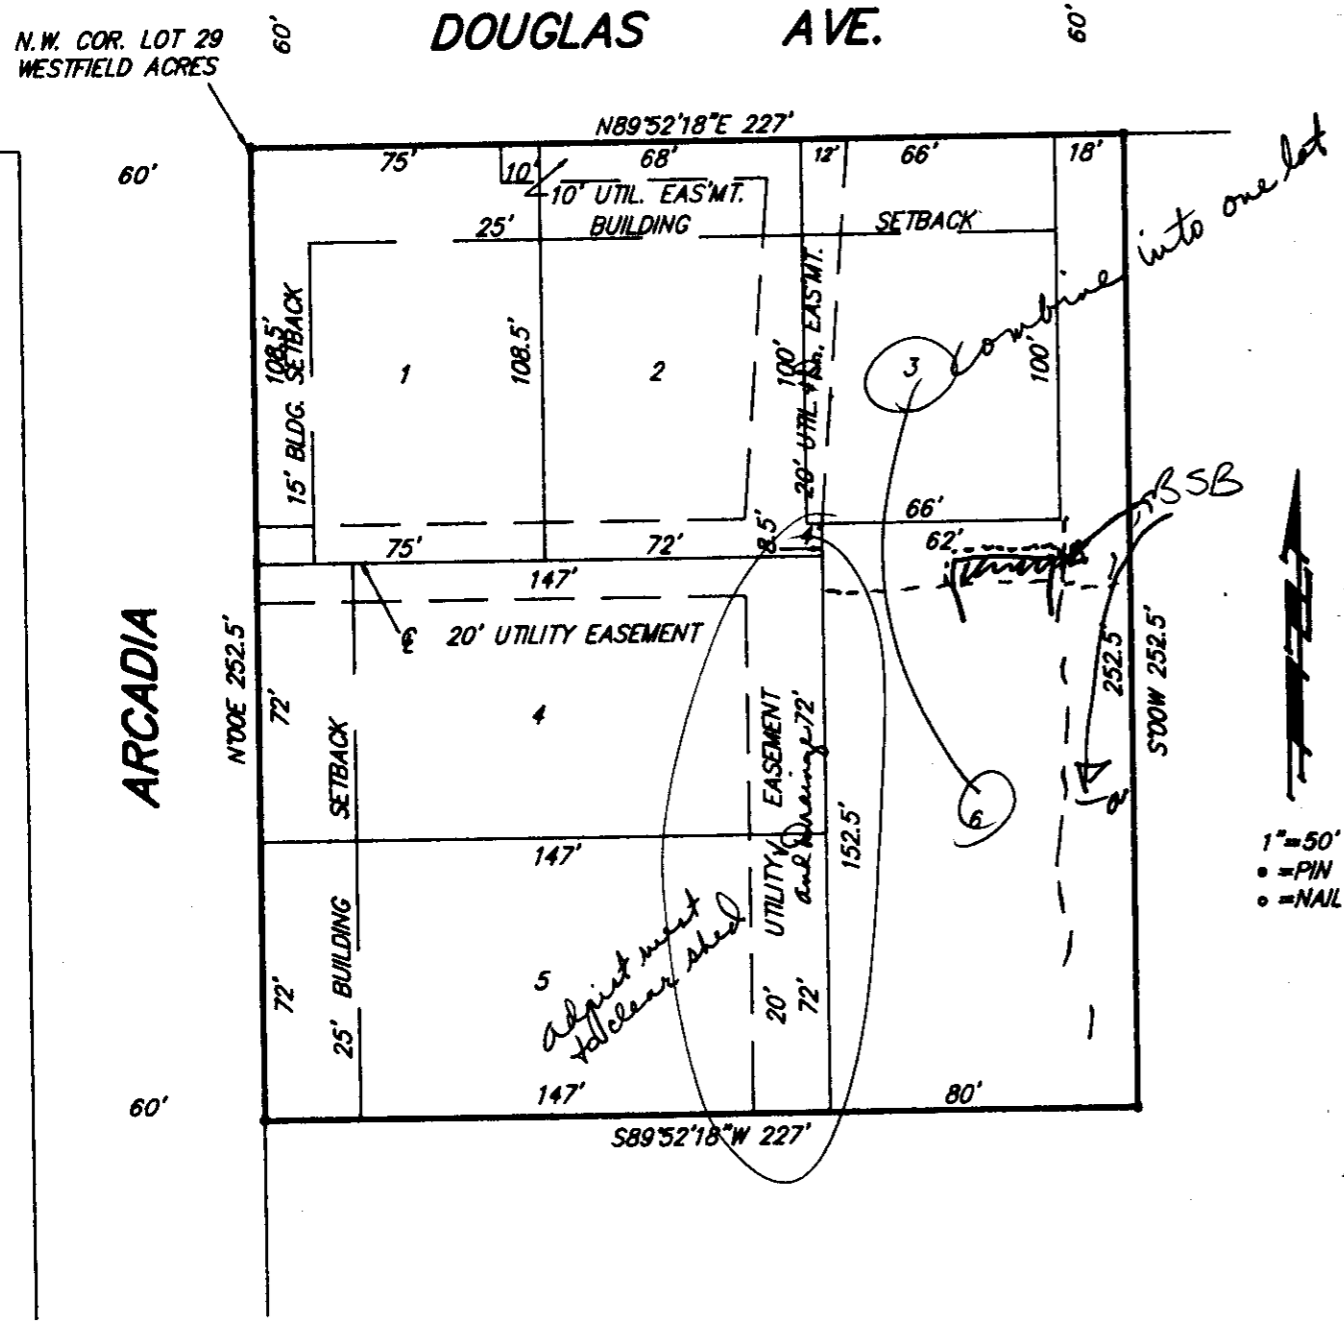 60' DOUGLAS AVE. 60'
N.W. COR. LOT 29
WESTFIELD ACRES
N89°52'18"E 227'
60' 75' 10' 68' 12' 66' 18'
10' UTIL. EAS'MT.
25' BUILDING SETBACK
combine into one lot
15' BLDG. SETBACK
108.5'
108.5'
100'
20' UTIL. & Dr. EAS'MT.
100'
1 2 3
66'
BSB
8.5' 4' 62'
75' 72'
147'
℄ 20' UTILITY EASEMENT
ARCADIA
N'00E 252.5'
72'
4
SETBACK
20' UTILITY EASEMENT
and Drainage
72'
252.5
S'00W 252.5'
147'
152.5'
6
1"=50'
• =PIN
○ =NAIL
72'
25' BUILDING
5
adjust west
to clear shed
72'
60' 147' 80'
S89°52'18"W 227'